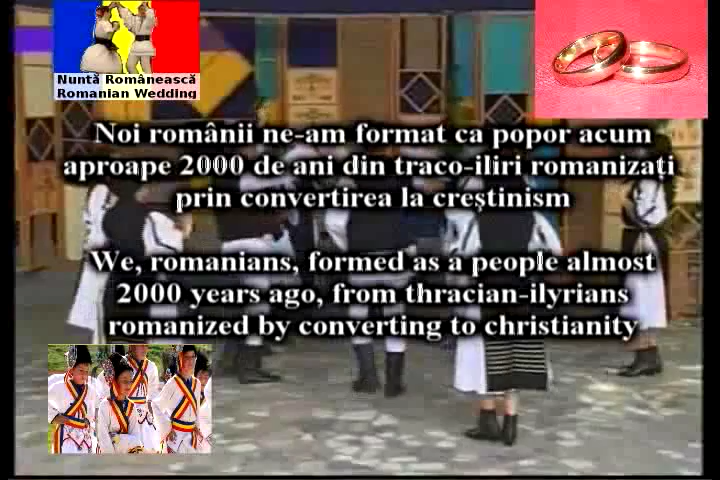 Nuntă Românească
Romanian Wedding
Noi românii ne-am format ca popor acum
aproape 2000 de ani din traco-iliri romanizați
prin convertirea la creștinism
We, romanians, formed as a people almost
2000 years ago, from thracian-ilyrians
romanized by converting to christianity